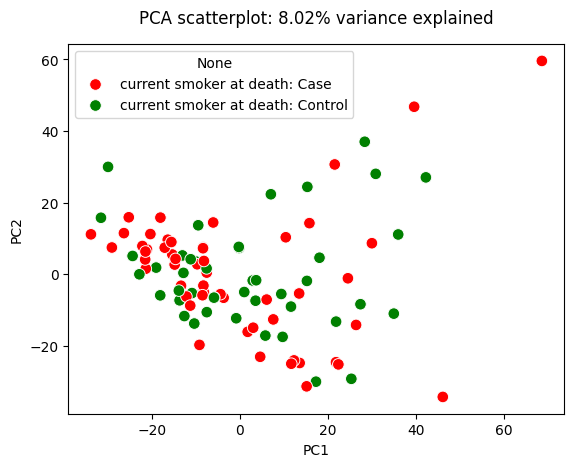 PCA scatterplot: 8.02% variance explained
None
current smoker at death: Case
current smoker at death: Control
60
40
20
0
−20
PC2
−20
0
20
40
60
PC1